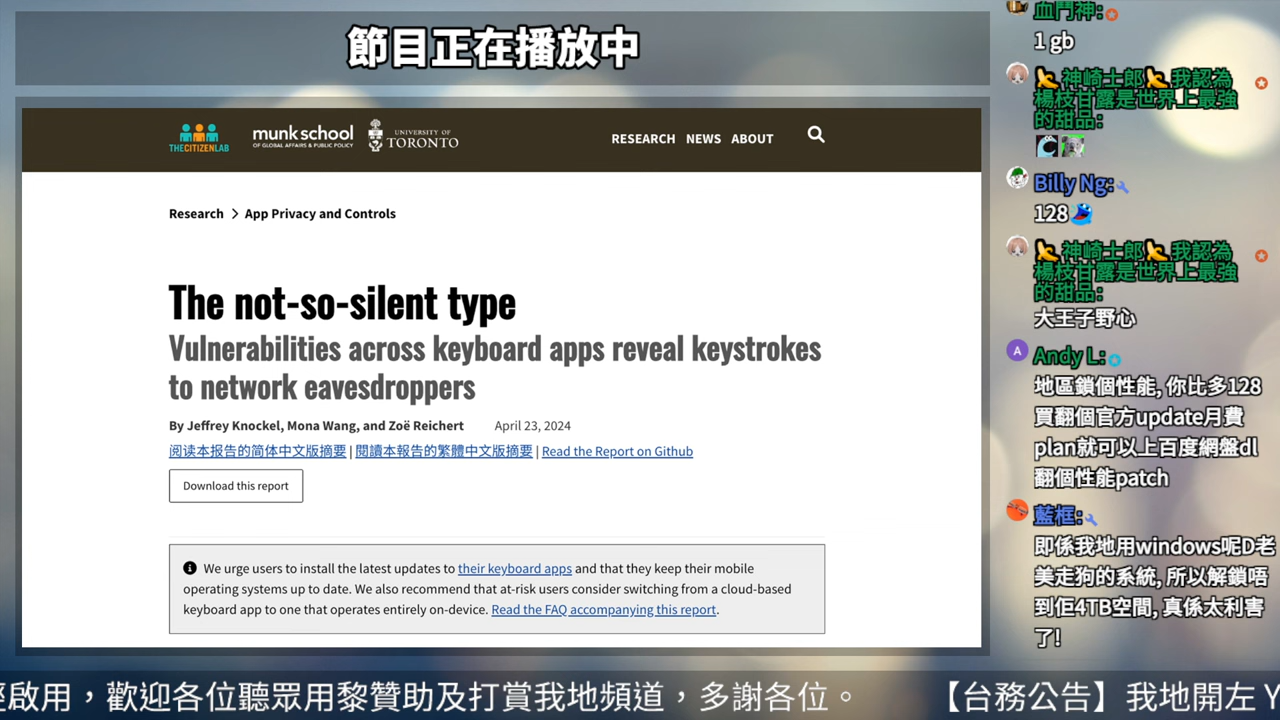 節目正在播放中
THECITIZENLAB
munk school
OF GLOBAL AFFAIRS & PUBLIC POLICY
UNIVERSITY OF
TORONTO
RESEARCH NEWS ABOUT
Research > App Privacy and Controls
The not-so-silent type
Vulnerabilities across keyboard apps reveal keystrokes
to network eavesdroppers
By Jeffrey Knockel, Mona Wang, and Zoë Reichert April 23, 2024
阅读本报告的简体中文版摘要 | 閱讀本報告的繁體中文版摘要 | Read the Report on Github
Download this report
We urge users to install the latest updates to their keyboard apps and that they keep their mobile
operating systems up to date. We also recommend that at-risk users consider switching from a cloud-based
keyboard app to one that operates entirely on-device. Read the FAQ accompanying this report.
血鬥神:
1 gb
神崎士郎 我認為
楊枝甘露是世界上最強
的甜品:
Billy Ng:
128
神崎士郎 我認為
楊枝甘露是世界上最強
的甜品:
大王子野心
A
Andy L:
地區鎖個性能, 你比多128
買翻個官方update月費
plan就可以上百度網盤dl
翻個性能patch
藍框:
即係我地用windows呢D老
美走狗的系統, 所以解鎖唔
到佢4TB空間, 真係太利害
了!
啟用，歡迎各位聽眾用黎贊助及打賞我地頻道，多謝各位。 【台務公告】我地開左 Y